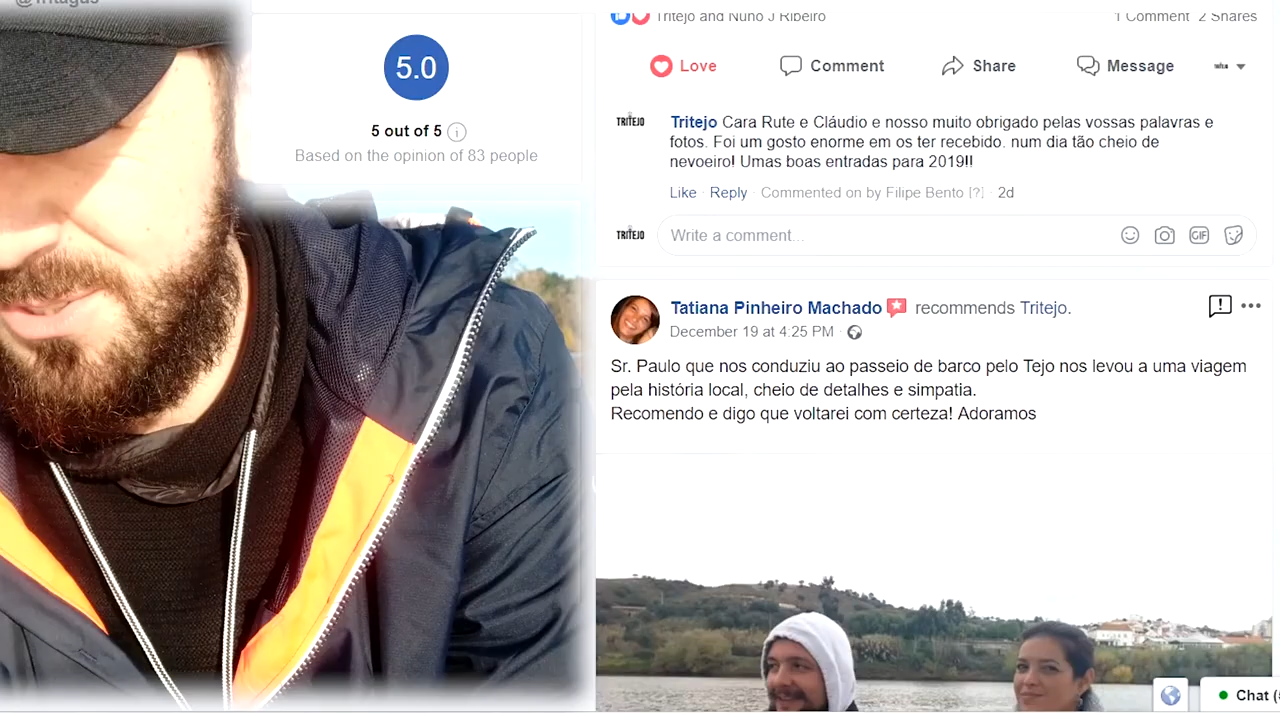 @tritagus
5.0
5 out of 5
Based on the opinion of 83 people
Tritejo and Nuno J Ribeiro
1 Comment 2 Shares
Love
Comment
Share
Message
TRITEJO
Tritejo Cara Rute e Cláudio e nosso muito obrigado pelas vossas palavras e
fotos. Foi um gosto enorme em os ter recebido. num dia tão cheio de
nevoeiro! Umas boas entradas para 2019!!
Like · Reply · Commented on by Filipe Bento [?] · 2d
TRITEJO
Write a comment...
GIF
Tatiana Pinheiro Machado recommends Tritejo.
December 19 at 4:25 PM ·
Sr. Paulo que nos conduziu ao passeio de barco pelo Tejo nos levou a uma viagem
pela história local, cheio de detalhes e simpatia.
Recomendo e digo que voltarei com certeza! Adoramos
Chat (